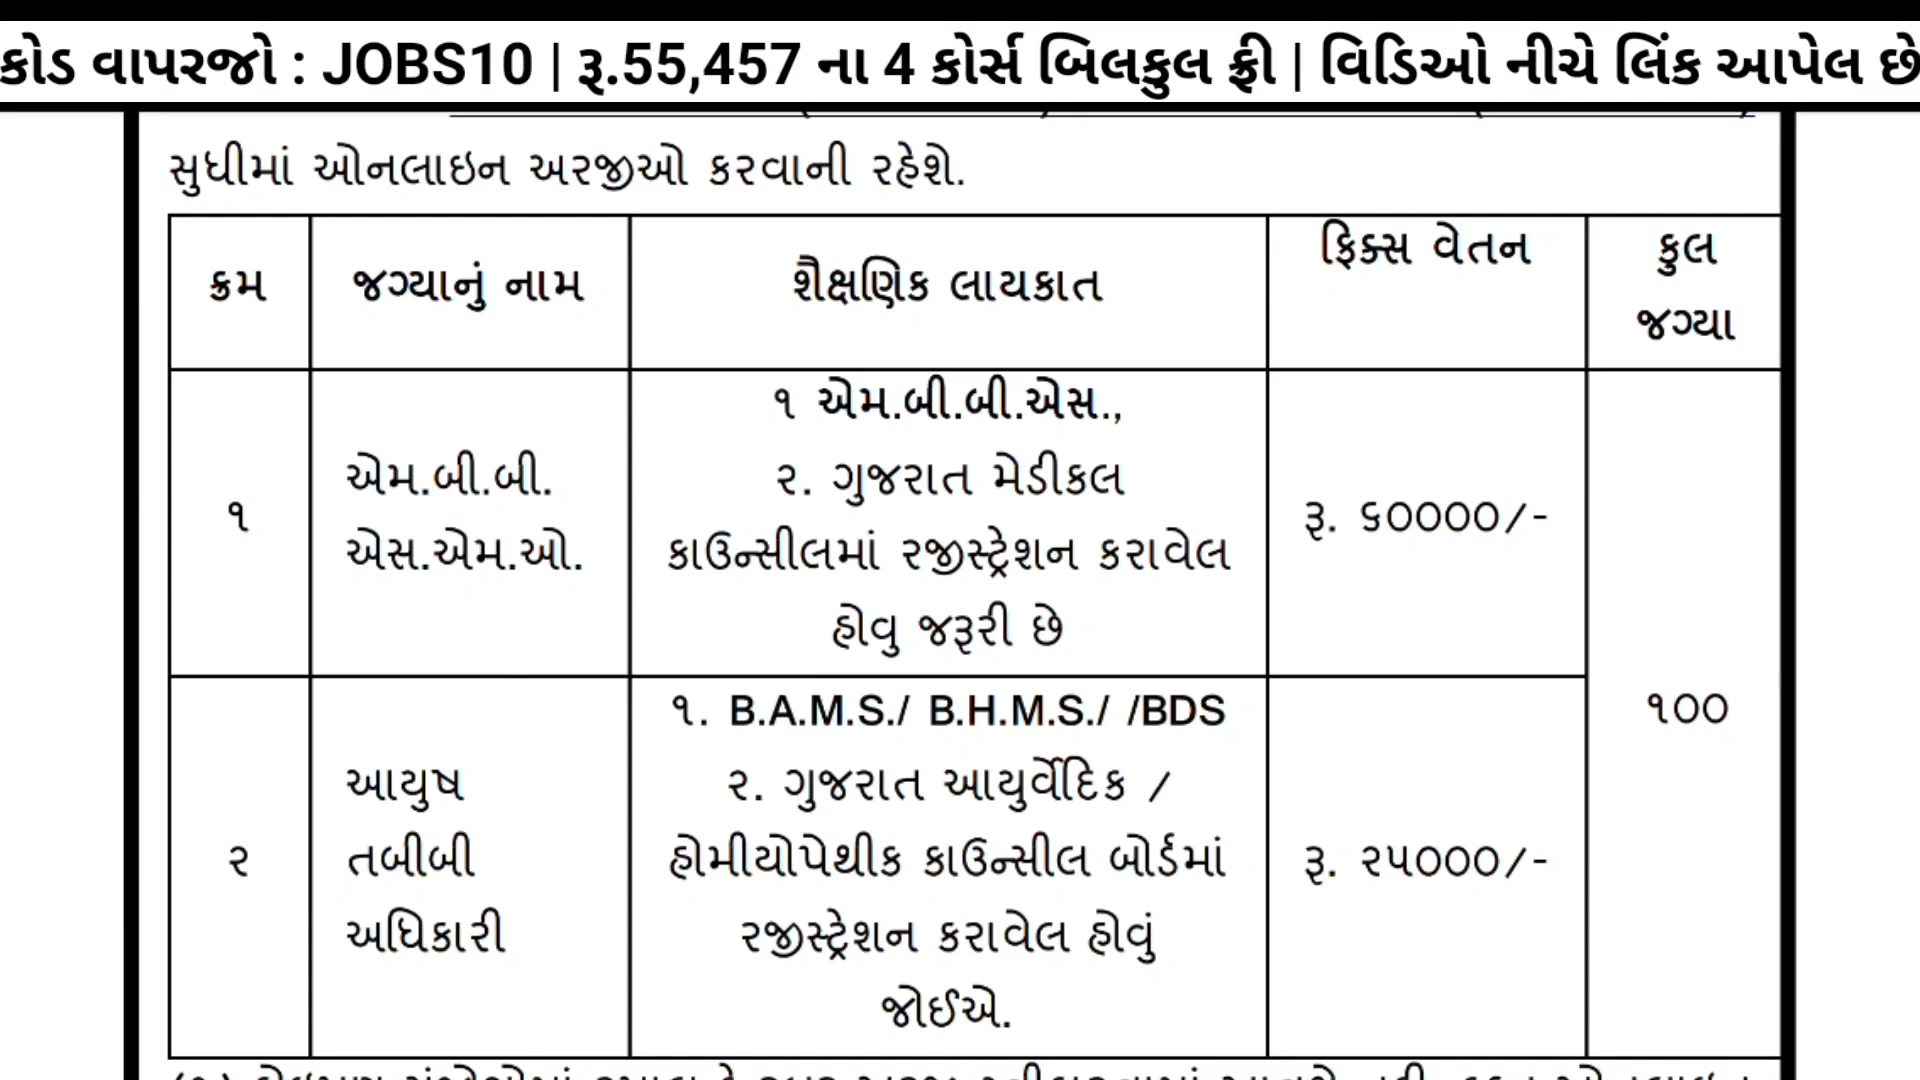 કોડ વાપરજો : JOBS10 | રૂ.55,457 ના 4 કોર્સ બિલકુલ ફ્રી | વિડિઓ નીચે લિંક આપેલ છે
સુધીમાં ઓનલાઇન અરજીઓ કરવાની રહેશે.
ક્રમ
જગ્યાનું નામ
શૈક્ષણિક લાયકાત
ફિક્સ વેતન
કુલ
જગ્યા
૧
એમ.બી.બી.
એસ.એમ.ઓ.
૧ એમ.બી.બી.એસ.,
૨. ગુજરાત મેડીકલ
કાઉન્સીલમાં રજીસ્ટ્રેશન કરાવેલ
હોવુ જરૂરી છે
રૂ. ૬૦૦૦૦/-
૧૦૦
૨
આયુષ
તબીબી
અધિકારી
૧. B.A.M.S./ B.H.M.S./ /BDS
૨. ગુજરાત આયુર્વેદિક /
હોમીયોપેથીક કાઉન્સીલ બોર્ડમાં
રજીસ્ટ્રેશન કરાવેલ હોવું
જોઈએ.
રૂ. ૨૫૦૦૦/-